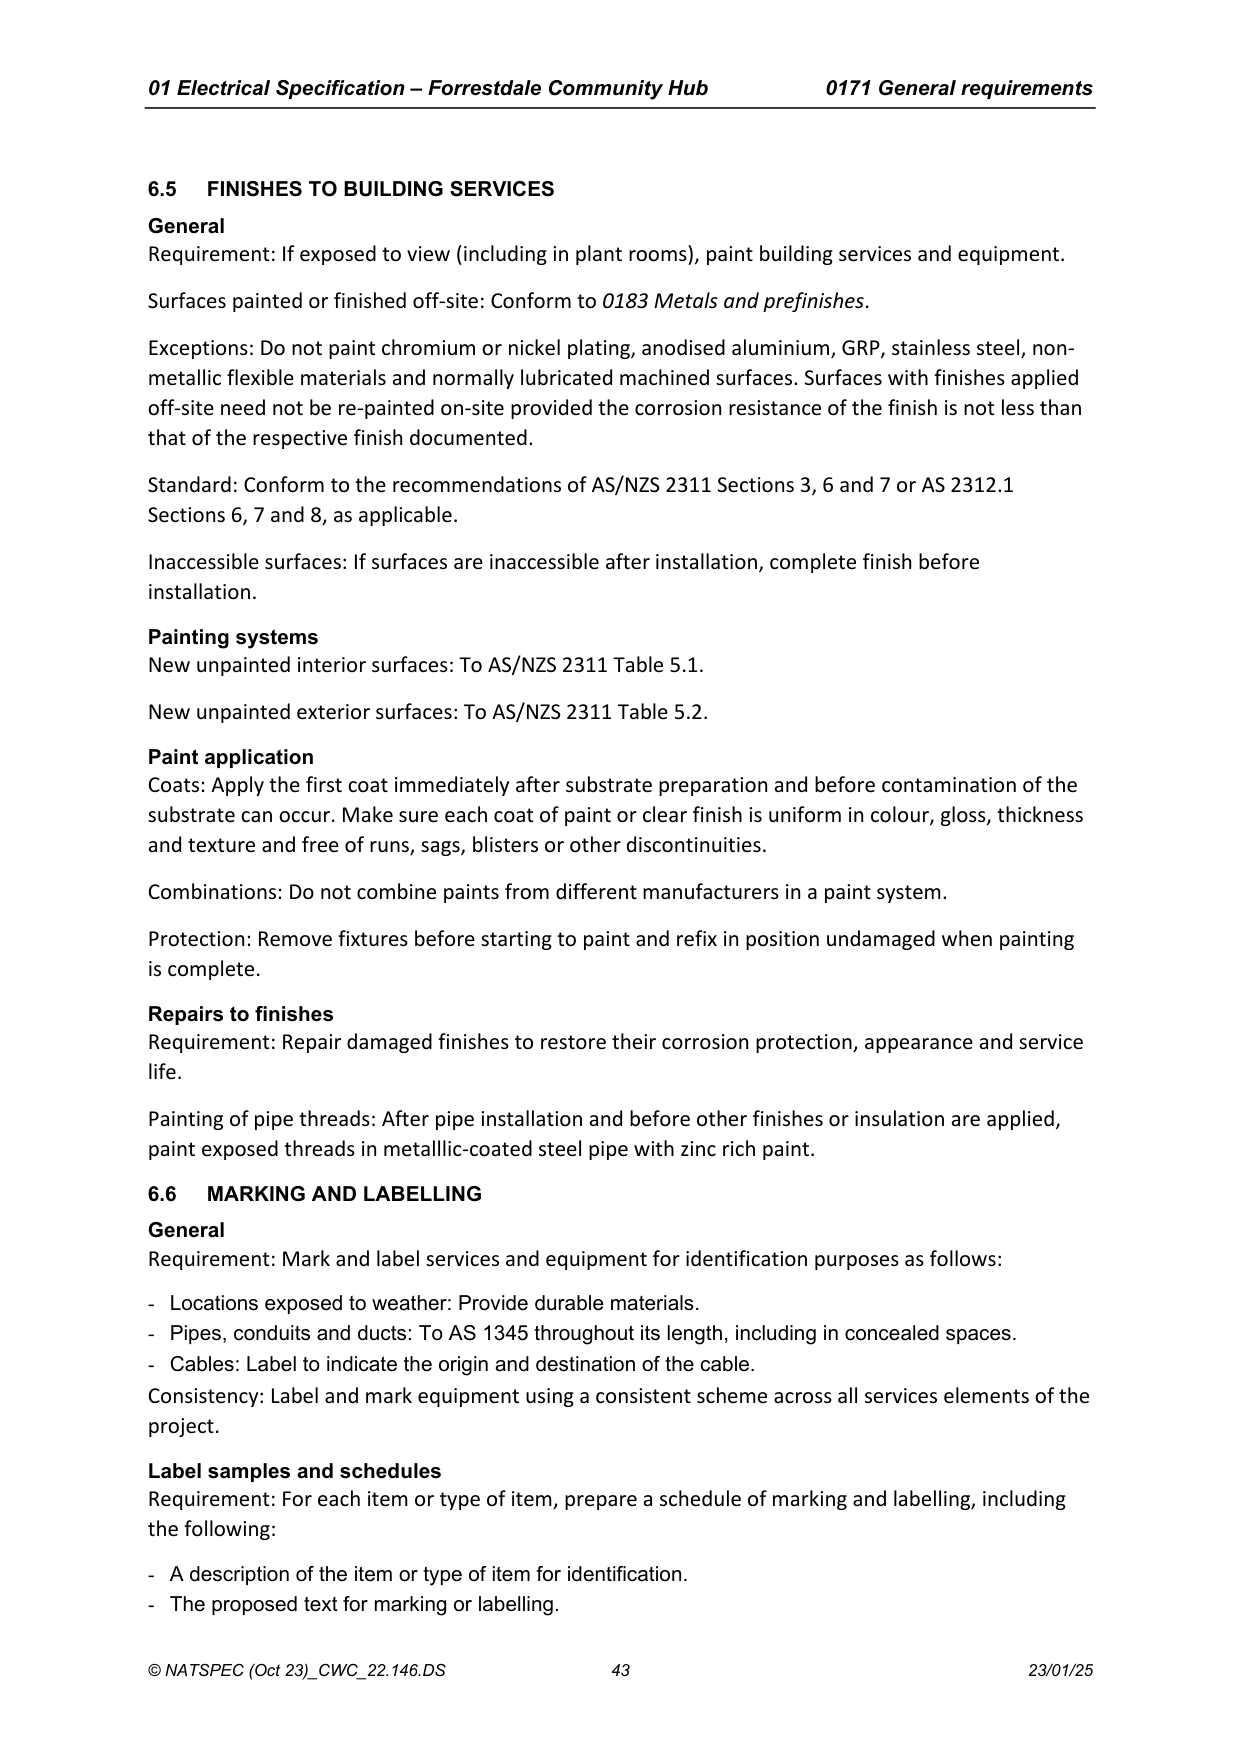 01 Electrical Specification – Forrestdale Community Hub 0171 General requirements
6.5 FINISHES TO BUILDING SERVICES
General
Requirement: If exposed to view (including in plant rooms), paint building services and equipment.
Surfaces painted or finished off-site: Conform to 0183 Metals and prefinishes.
Exceptions: Do not paint chromium or nickel plating, anodised aluminium, GRP, stainless steel, non-
metallic flexible materials and normally lubricated machined surfaces. Surfaces with finishes applied
off-site need not be re-painted on-site provided the corrosion resistance of the finish is not less than
that of the respective finish documented.
Standard: Conform to the recommendations of AS/NZS 2311 Sections 3, 6 and 7 or AS 2312.1
Sections 6, 7 and 8, as applicable.
Inaccessible surfaces: If surfaces are inaccessible after installation, complete finish before
installation.
Painting systems
New unpainted interior surfaces: To AS/NZS 2311 Table 5.1.
New unpainted exterior surfaces: To AS/NZS 2311 Table 5.2.
Paint application
Coats: Apply the first coat immediately after substrate preparation and before contamination of the
substrate can occur. Make sure each coat of paint or clear finish is uniform in colour, gloss, thickness
and texture and free of runs, sags, blisters or other discontinuities.
Combinations: Do not combine paints from different manufacturers in a paint system.
Protection: Remove fixtures before starting to paint and refix in position undamaged when painting
is complete.
Repairs to finishes
Requirement: Repair damaged finishes to restore their corrosion protection, appearance and service
life.
Painting of pipe threads: After pipe installation and before other finishes or insulation are applied,
paint exposed threads in metalllic-coated steel pipe with zinc rich paint.
6.6 MARKING AND LABELLING
General
Requirement: Mark and label services and equipment for identification purposes as follows:
- Locations exposed to weather: Provide durable materials.
- Pipes, conduits and ducts: To AS 1345 throughout its length, including in concealed spaces.
- Cables: Label to indicate the origin and destination of the cable.
Consistency: Label and mark equipment using a consistent scheme across all services elements of the
project.
Label samples and schedules
Requirement: For each item or type of item, prepare a schedule of marking and labelling, including
the following:
- A description of the item or type of item for identification.
- The proposed text for marking or labelling.
© NATSPEC (Oct 23)_CWC_22.146.DS 43 23/01/25